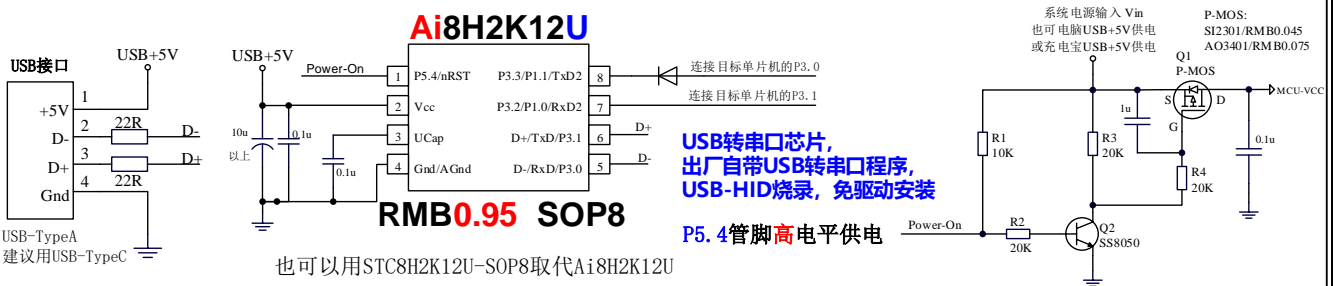 USB接口
+5V
D-
D+
Gnd
1
2
3
4
USB+5V
22R
D-
D+
22R
USB-TypeA
建议用USB-TypeC
USB+5V
10u
以上
0.1u
0.1u
Ai8H2K12U
Power-On
1 P5.4/nRST
2 Vcc
3 UCap
4 Gnd/AGnd
P3.3/P1.1/TxD2 8
P3.2/P1.0/RxD2 7
D+/TxD/P3.1 6
D-/RxD/P3.0 5
连接目标单片机的P3.0
连接目标单片机的P3.1
D+
D-
RMB0.95 SOP8
也可以用STC8H2K12U-SOP8取代Ai8H2K12U
USB转串口芯片,
出厂自带USB转串口程序,
USB-HID烧录，免驱动安装
P5.4管脚高电平供电
系统电源输入 Vin
也可电脑USB+5V供电
或充电宝USB+5V供电
P-MOS:
SI2301/RMB0.045
AO3401/RMB0.075
Q1
P-MOS
S
D
G
MCU-VCC
1u
0.1u
R1
10K
R3
20K
R4
20K
Power-On
R2
20K
Q2
SS8050